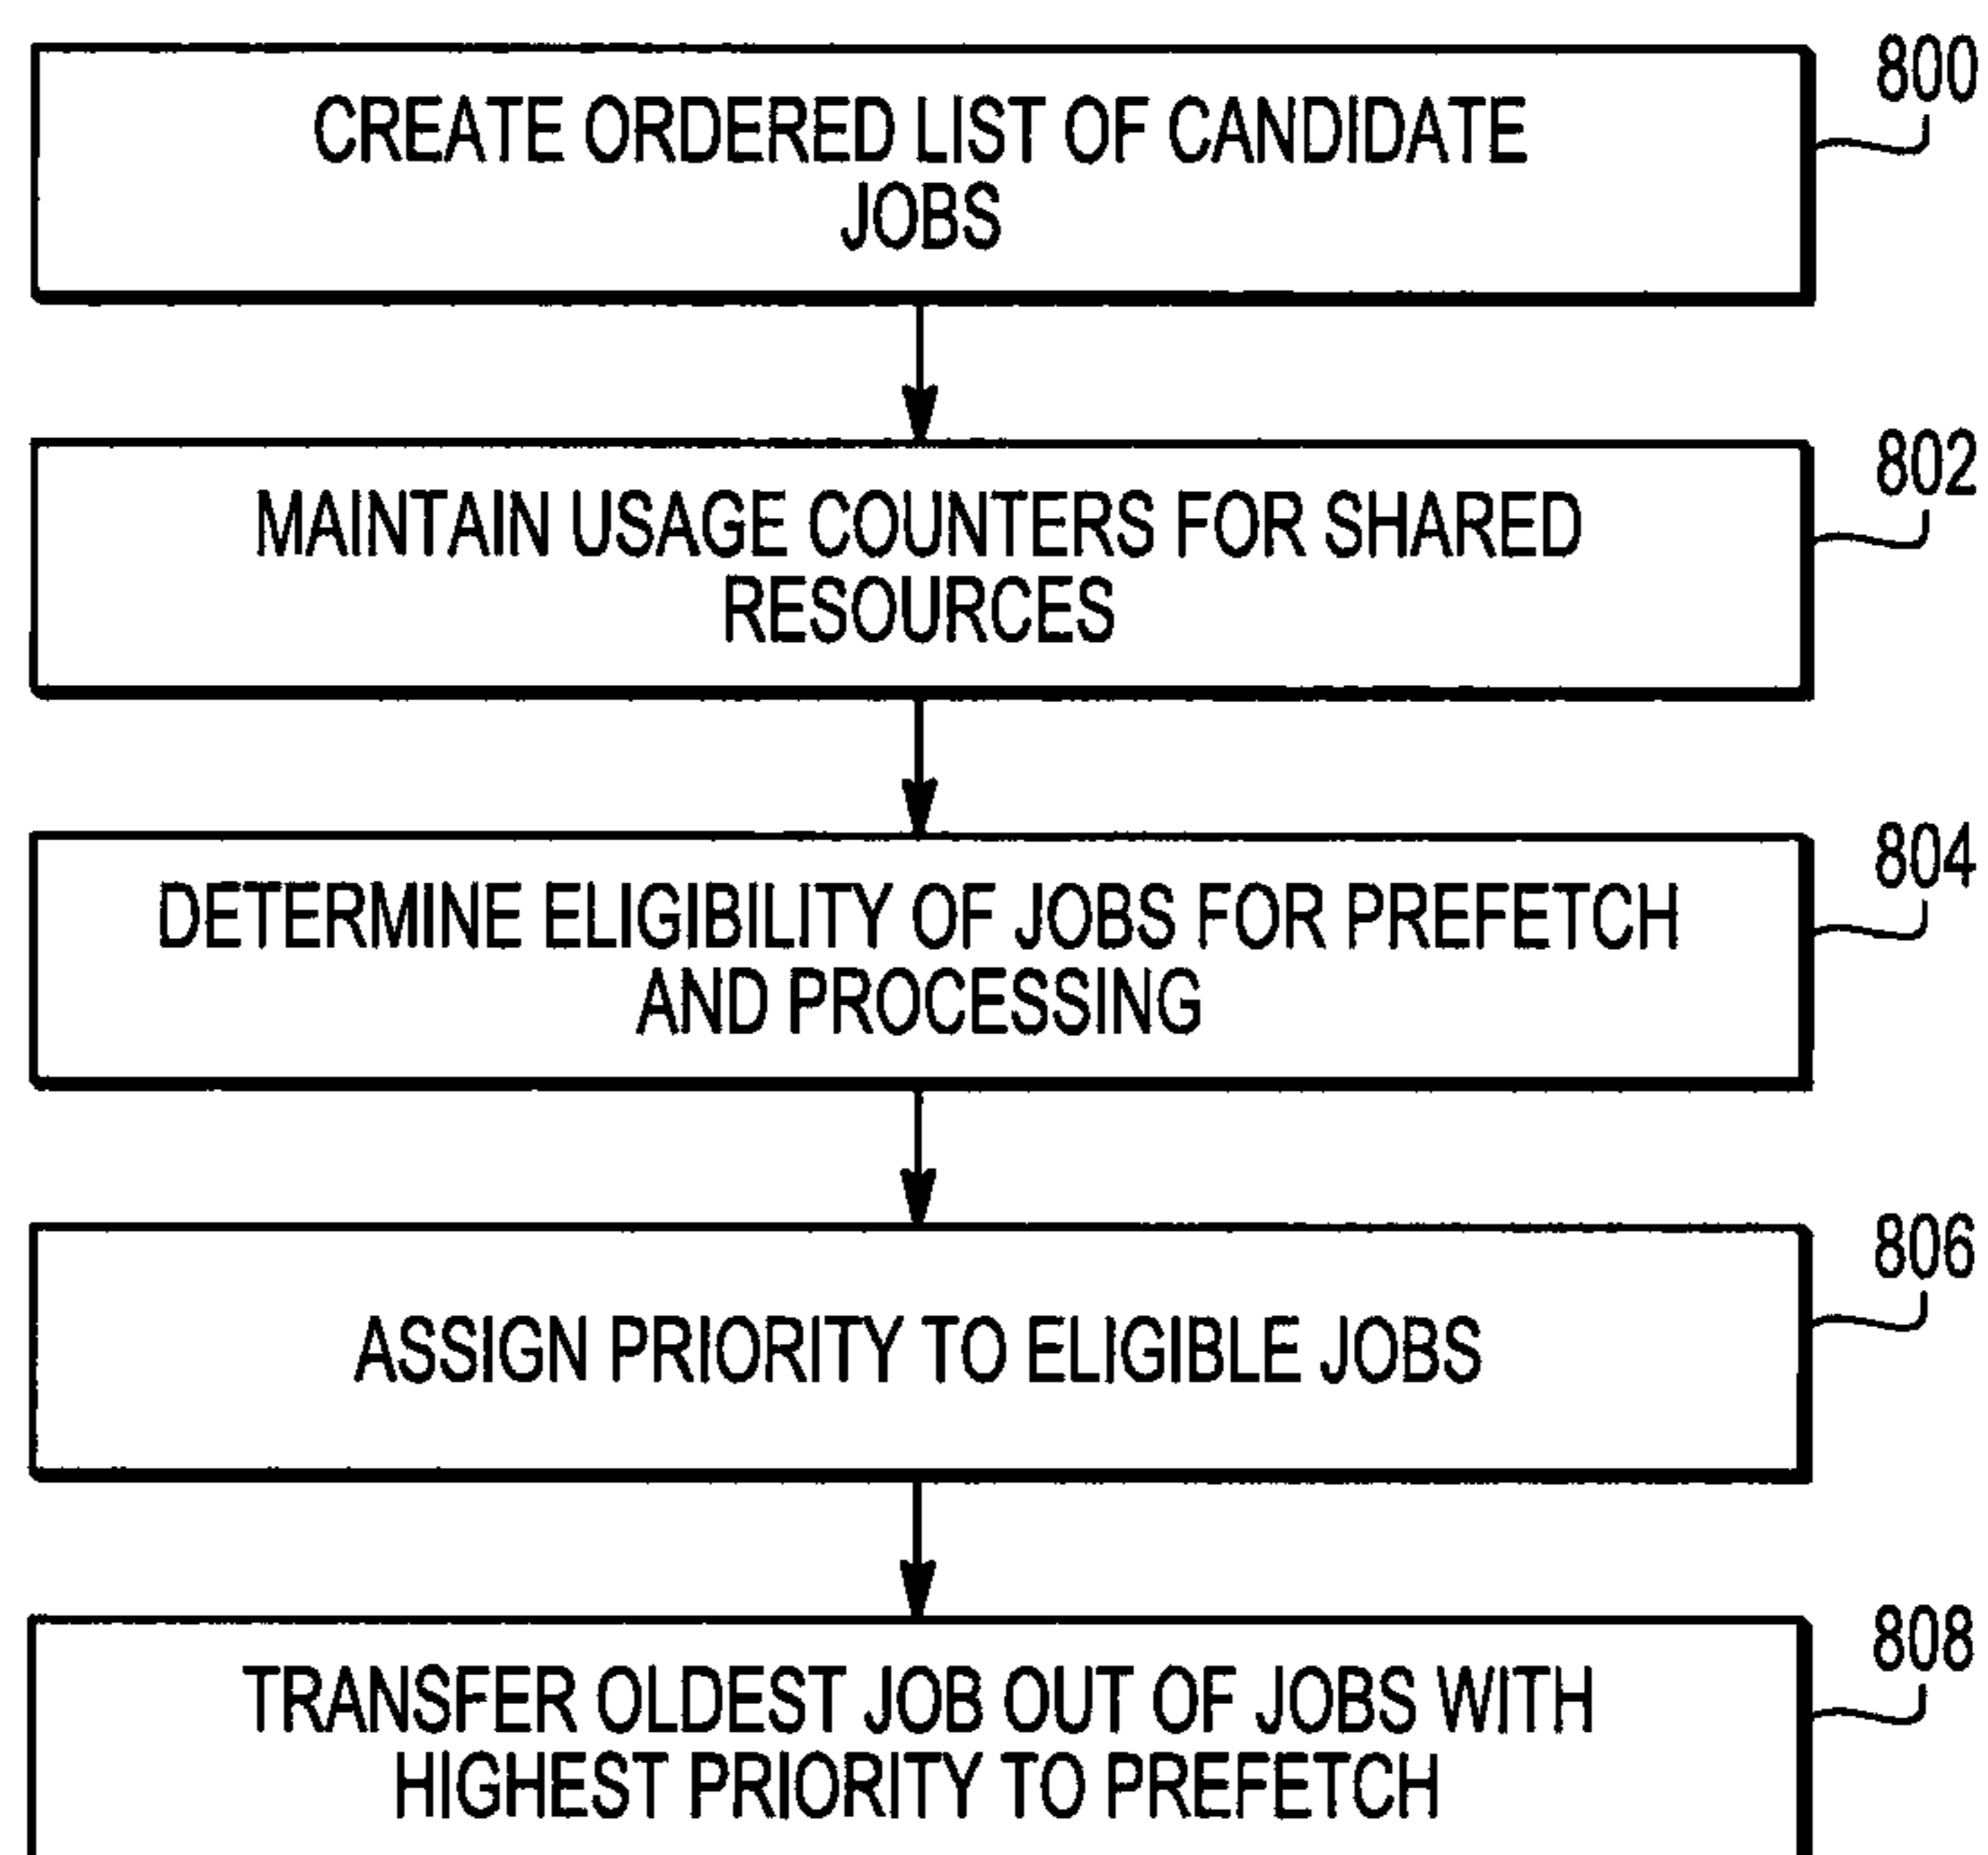 CREATE ORDERED LIST OF CANDIDATE
JOBS
800
MAINTAIN USAGE COUNTERS FOR SHARED
RESOURCES
802
DETERMINE ELIGIBILITY OF JOBS FOR PREFETCH
AND PROCESSING
804
ASSIGN PRIORITY TO ELIGIBLE JOBS
806
TRANSFER OLDEST JOB OUT OF JOBS WITH
HIGHEST PRIORITY TO PREFETCH
808